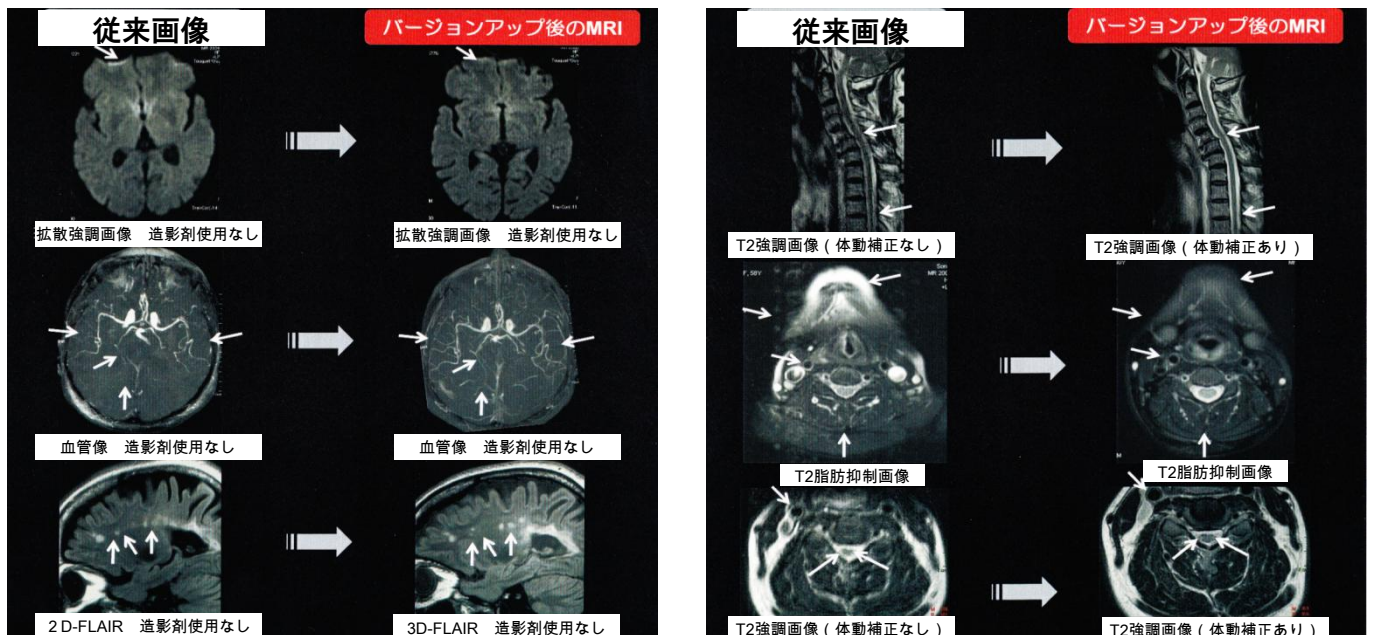 従来画像
バージョンアップ後のMRI
拡散強調画像　造影剤使用なし
拡散強調画像　造影剤使用なし
血管像　造影剤使用なし
血管像　造影剤使用なし
2D-FLAIR　造影剤使用なし
3D-FLAIR　造影剤使用なし
従来画像
バージョンアップ後のMRI
T2強調画像（体動補正なし）
T2強調画像（体動補正あり）
F, 58Y
T2脂肪抑制画像
T2脂肪抑制画像
T2強調画像（体動補正なし）
T2強調画像（体動補正あり）